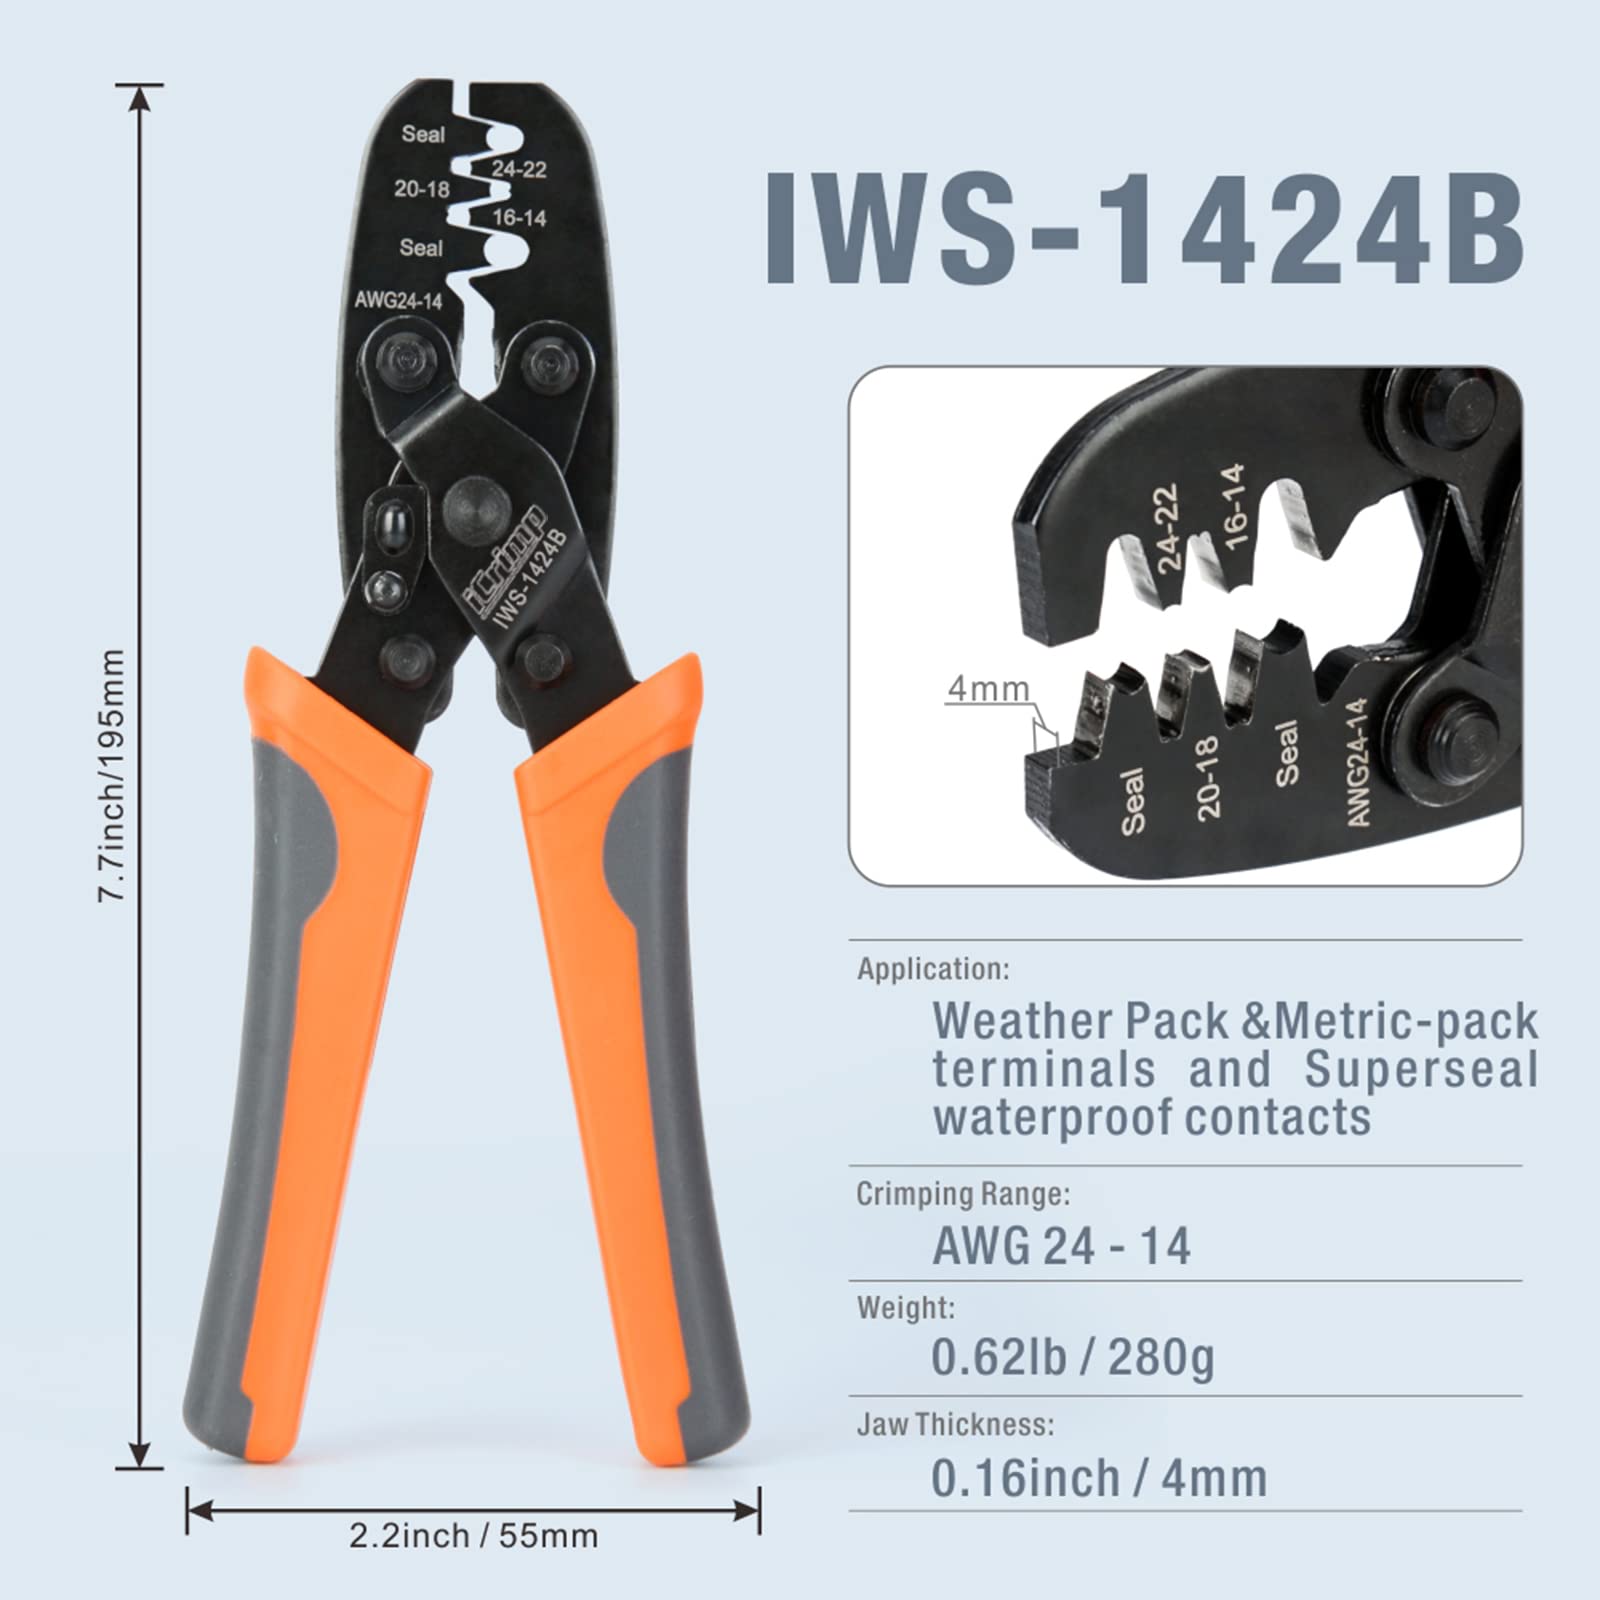 Seal
24-22
20-18
16-14
Seal
AWG24-14
iCrimp
IWS-1424B
7.7inch/195mm
2.2inch / 55mm
IWS-1424B
24-22
16-14
4mm
Seal
20-18
Seal
AWG24-14
Application:
Weather Pack &Metric-pack
terminals and Superseal
waterproof contacts
Crimping Range:
AWG 24 - 14
Weight:
0.62lb / 280g
Jaw Thickness:
0.16inch / 4mm